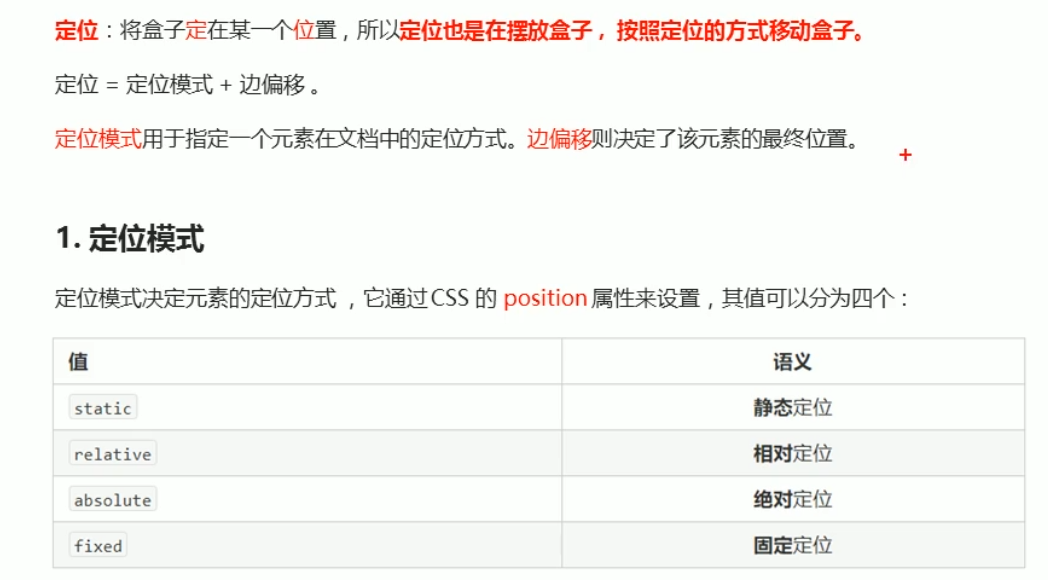 定位：将盒子定在某一个位置，所以定位也是在摆放盒子， 按照定位的方式移动盒子。
定位 = 定位模式 + 边偏移 。
定位模式用于指定一个元素在文档中的定位方式。边偏移则决定了该元素的最终位置。
1. 定位模式
定位模式决定元素的定位方式 ，它通过CSS 的 position 属性来设置，其值可以分为四个：
值 语义
static 静态定位
relative 相对定位
absolute 绝对定位
fixed 固定定位